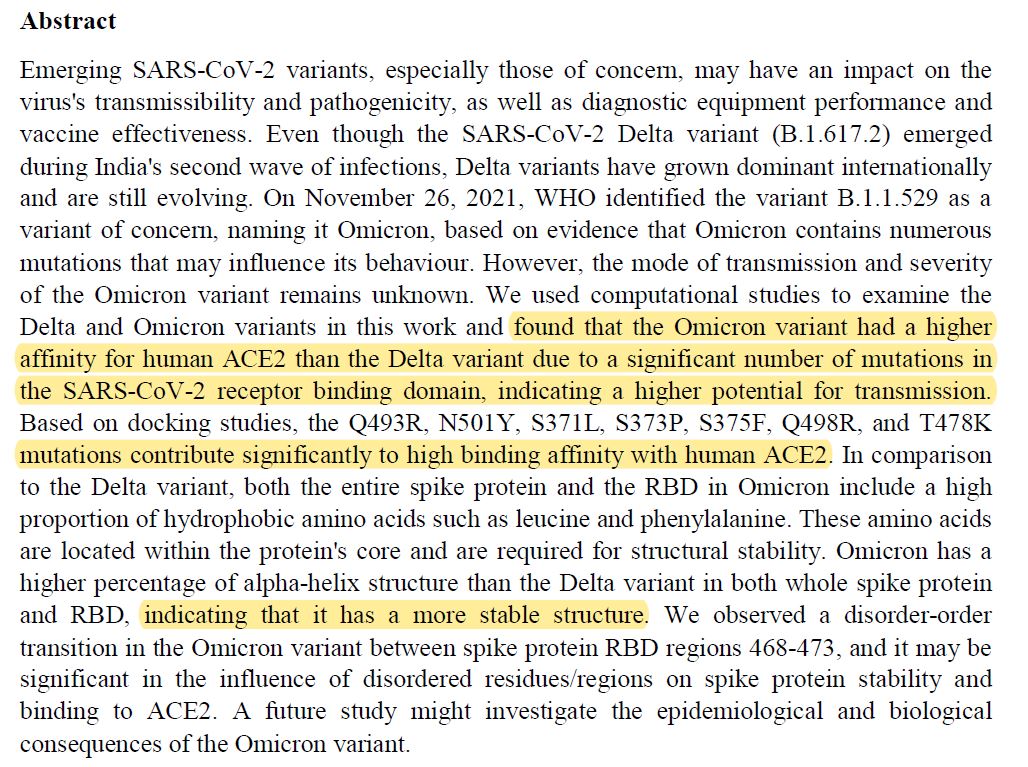 Abstract
Emerging SARS-CoV-2 variants, especially those of concern, may have an impact on the
virus's transmissibility and pathogenicity, as well as diagnostic equipment performance and
vaccine effectiveness. Even though the SARS-CoV-2 Delta variant (B.1.617.2) emerged
during India's second wave of infections, Delta variants have grown dominant internationally
and are still evolving. On November 26, 2021, WHO identified the variant B.1.1.529 as a
variant of concern, naming it Omicron, based on evidence that Omicron contains numerous
mutations that may influence its behaviour. However, the mode of transmission and severity
of the Omicron variant remains unknown. We used computational studies to examine the
Delta and Omicron variants in this work and found that the Omicron variant had a higher
affinity for human ACE2 than the Delta variant due to a significant number of mutations in
the SARS-CoV-2 receptor binding domain, indicating a higher potential for transmission.
Based on docking studies, the Q493R, N501Y, S371L, S373P, S375F, Q498R, and T478K
mutations contribute significantly to high binding affinity with human ACE2. In comparison
to the Delta variant, both the entire spike protein and the RBD in Omicron include a high
proportion of hydrophobic amino acids such as leucine and phenylalanine. These amino acids
are located within the protein's core and are required for structural stability. Omicron has a
higher percentage of alpha-helix structure than the Delta variant in both whole spike protein
and RBD, indicating that it has a more stable structure. We observed a disorder-order
transition in the Omicron variant between spike protein RBD regions 468-473, and it may be
significant in the influence of disordered residues/regions on spike protein stability and
binding to ACE2. A future study might investigate the epidemiological and biological
consequences of the Omicron variant.